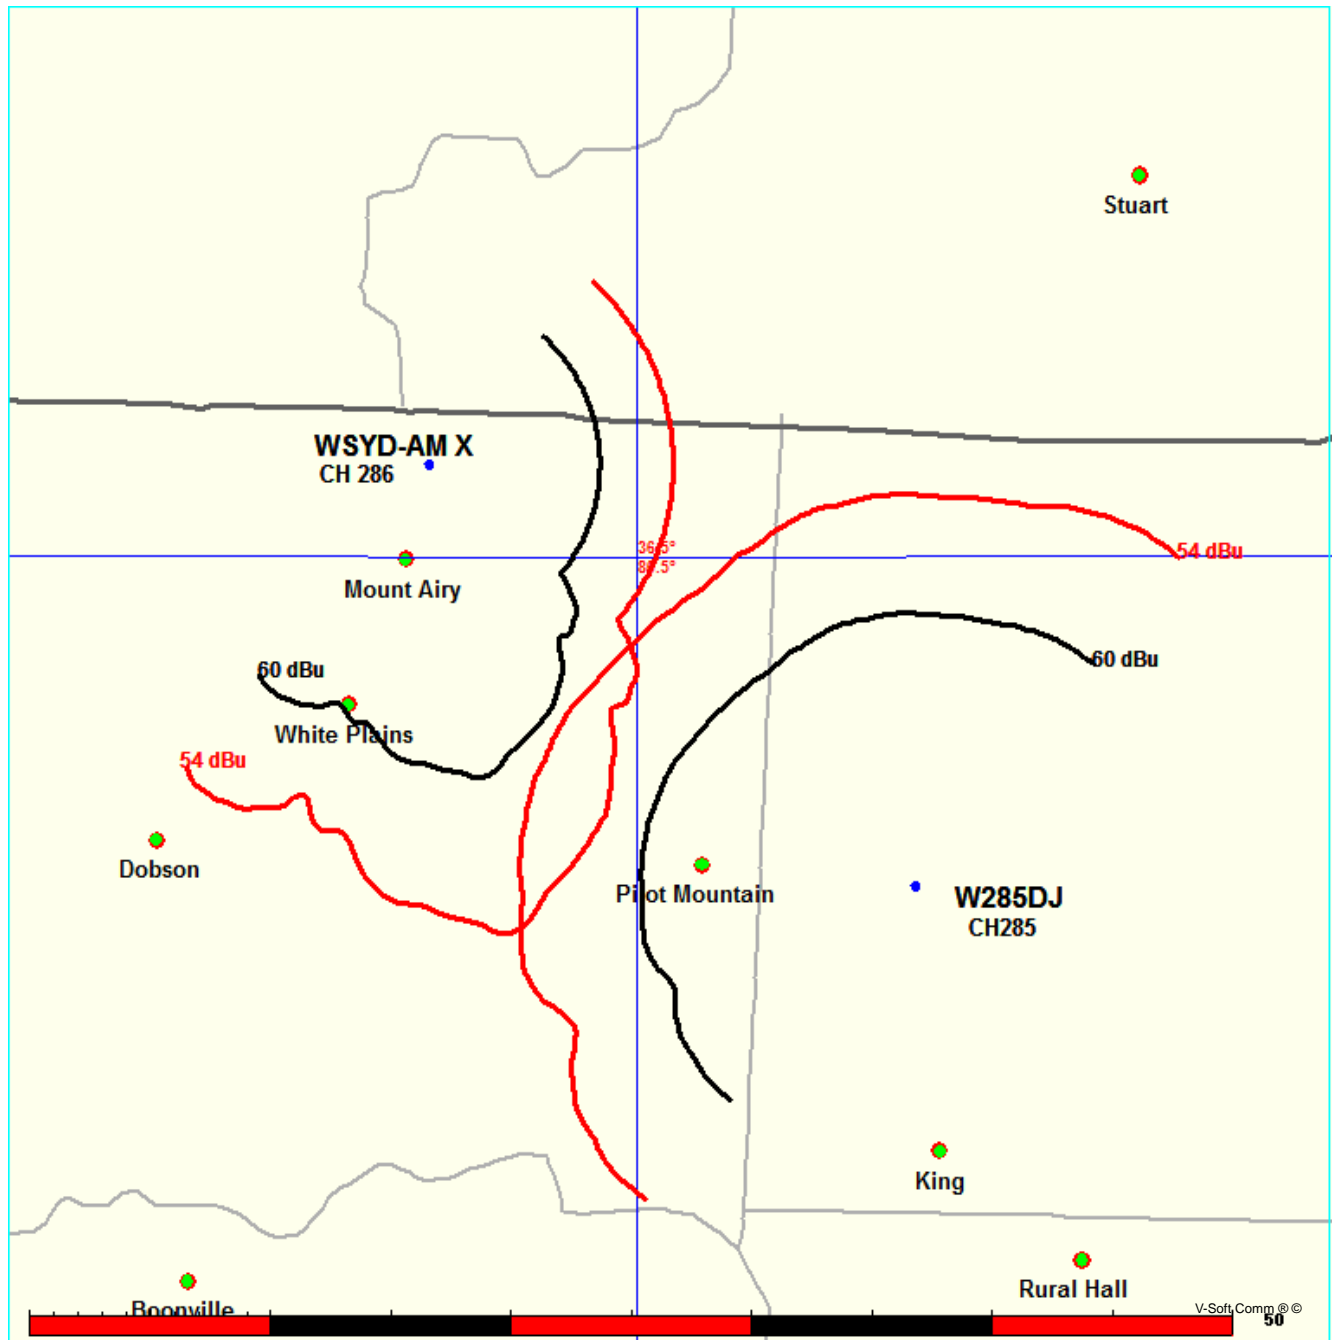 Stuart
WSYD-AM X
CH 286
54 dBu
Mount Airy
60 dBu
60 dBu
White Plains
54 dBu
Dobson
Pilot Mountain
W285DJ
CH285
King
Rural Hall
Boonville
V-Soft Comm ® ©
50